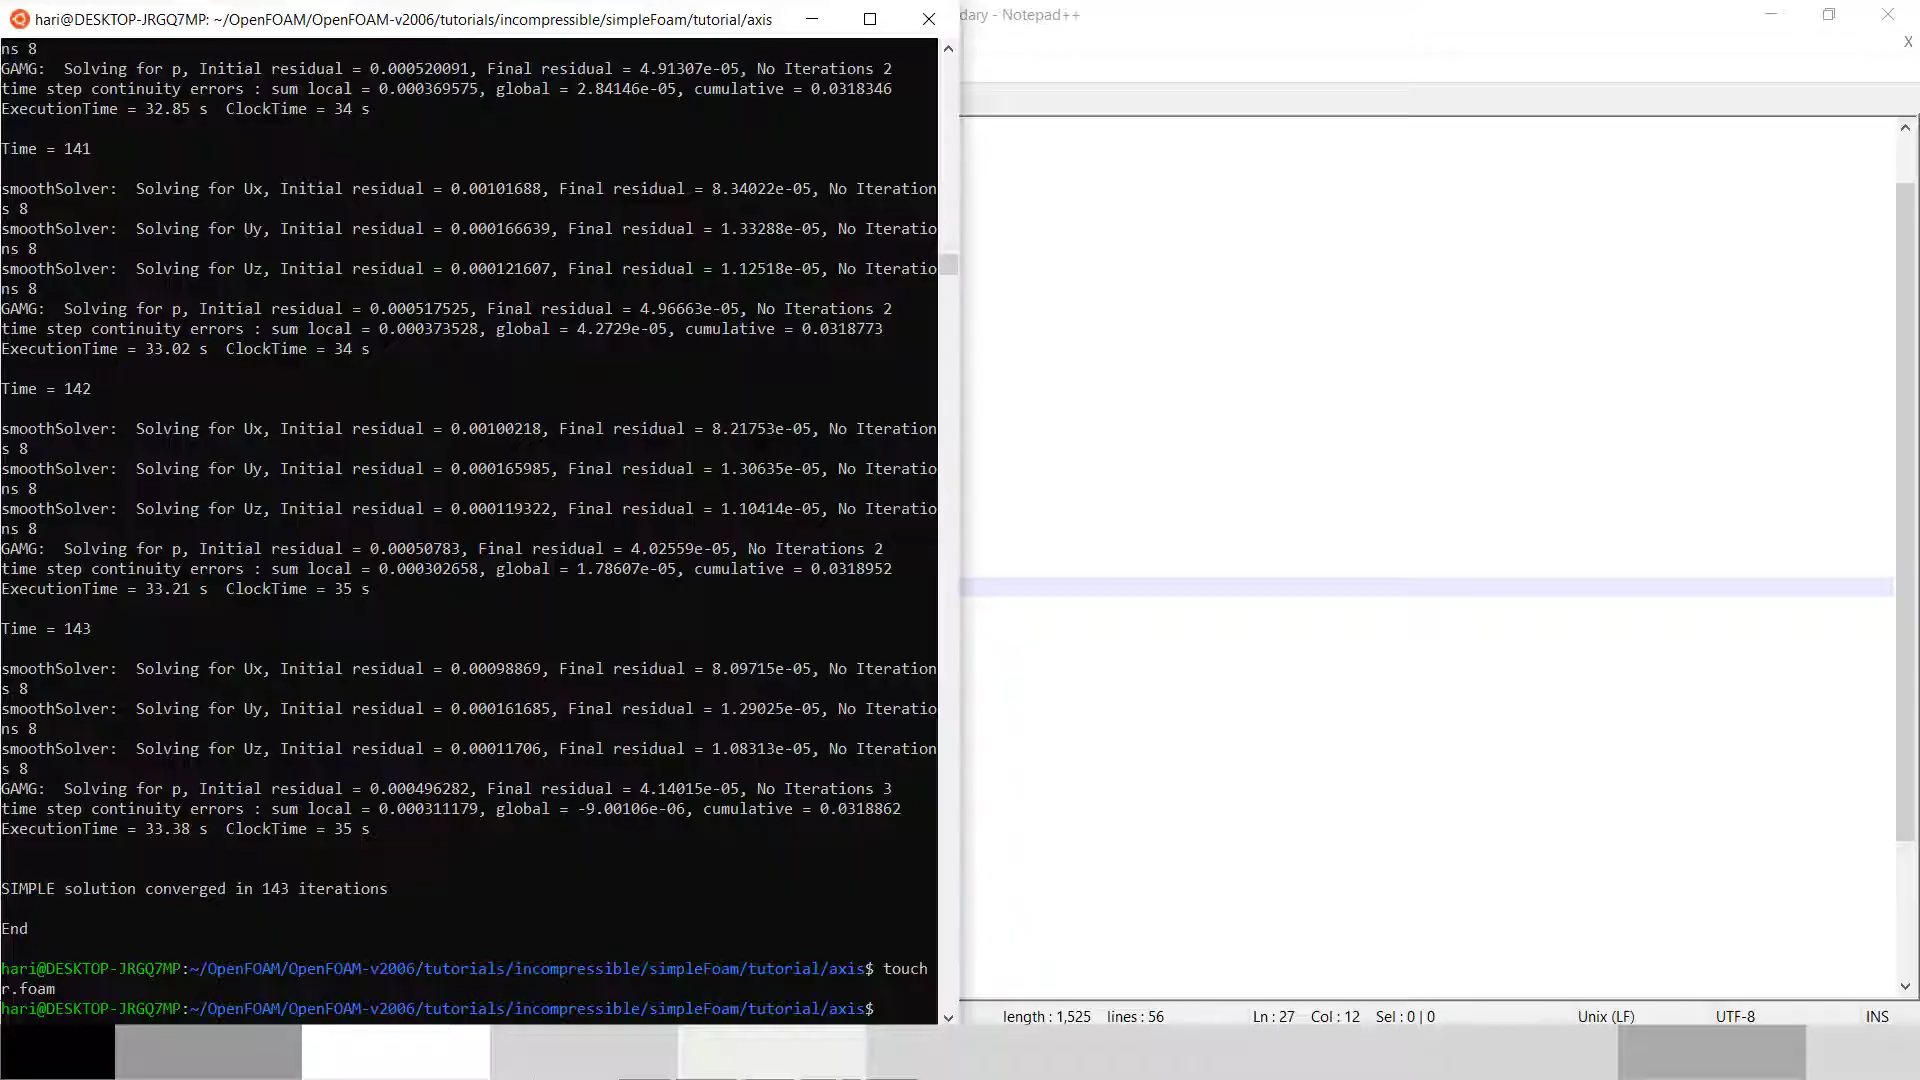 hari@DESKTOP-JRGQ7MP: ~/OpenFOAM/OpenFOAM-v2006/tutorials/incompressible/simpleFoam/tutorial/axis
dary - Notepad++
X
ns 8
GAMG:  Solving for p, Initial residual = 0.000520091, Final residual = 4.91307e-05, No Iterations 2
time step continuity errors : sum local = 0.000369575, global = 2.84146e-05, cumulative = 0.0318346
ExecutionTime = 32.85 s  ClockTime = 34 s
Time = 141
smoothSolver:  Solving for Ux, Initial residual = 0.00101688, Final residual = 8.34022e-05, No Iteration
s 8
smoothSolver:  Solving for Uy, Initial residual = 0.000166639, Final residual = 1.33288e-05, No Iteratio
ns 8
smoothSolver:  Solving for Uz, Initial residual = 0.000121607, Final residual = 1.12518e-05, No Iteratio
ns 8
GAMG:  Solving for p, Initial residual = 0.000517525, Final residual = 4.96663e-05, No Iterations 2
time step continuity errors : sum local = 0.000373528, global = 4.2729e-05, cumulative = 0.0318773
ExecutionTime = 33.02 s  ClockTime = 34 s
Time = 142
smoothSolver:  Solving for Ux, Initial residual = 0.00100218, Final residual = 8.21753e-05, No Iteration
s 8
smoothSolver:  Solving for Uy, Initial residual = 0.000165985, Final residual = 1.30635e-05, No Iteratio
ns 8
smoothSolver:  Solving for Uz, Initial residual = 0.000119322, Final residual = 1.10414e-05, No Iteratio
ns 8
GAMG:  Solving for p, Initial residual = 0.00050783, Final residual = 4.02559e-05, No Iterations 2
time step continuity errors : sum local = 0.000302658, global = 1.78607e-05, cumulative = 0.0318952
ExecutionTime = 33.21 s  ClockTime = 35 s
Time = 143
smoothSolver:  Solving for Ux, Initial residual = 0.00098869, Final residual = 8.09715e-05, No Iteration
s 8
smoothSolver:  Solving for Uy, Initial residual = 0.000161685, Final residual = 1.29025e-05, No Iteratio
ns 8
smoothSolver:  Solving for Uz, Initial residual = 0.00011706, Final residual = 1.08313e-05, No Iteration
s 8
GAMG:  Solving for p, Initial residual = 0.000496282, Final residual = 4.14015e-05, No Iterations 3
time step continuity errors : sum local = 0.000311179, global = -9.00106e-06, cumulative = 0.0318862
ExecutionTime = 33.38 s  ClockTime = 35 s
SIMPLE solution converged in 143 iterations
End
hari@DESKTOP-JRGQ7MP:~/OpenFOAM/OpenFOAM-v2006/tutorials/incompressible/simpleFoam/tutorial/axis$ touch
r.foam
hari@DESKTOP-JRGQ7MP:~/OpenFOAM/OpenFOAM-v2006/tutorials/incompressible/simpleFoam/tutorial/axis$
length : 1,525  lines : 56  Ln : 27  Col : 12  Sel : 0 | 0  Unix (LF)  UTF-8  INS